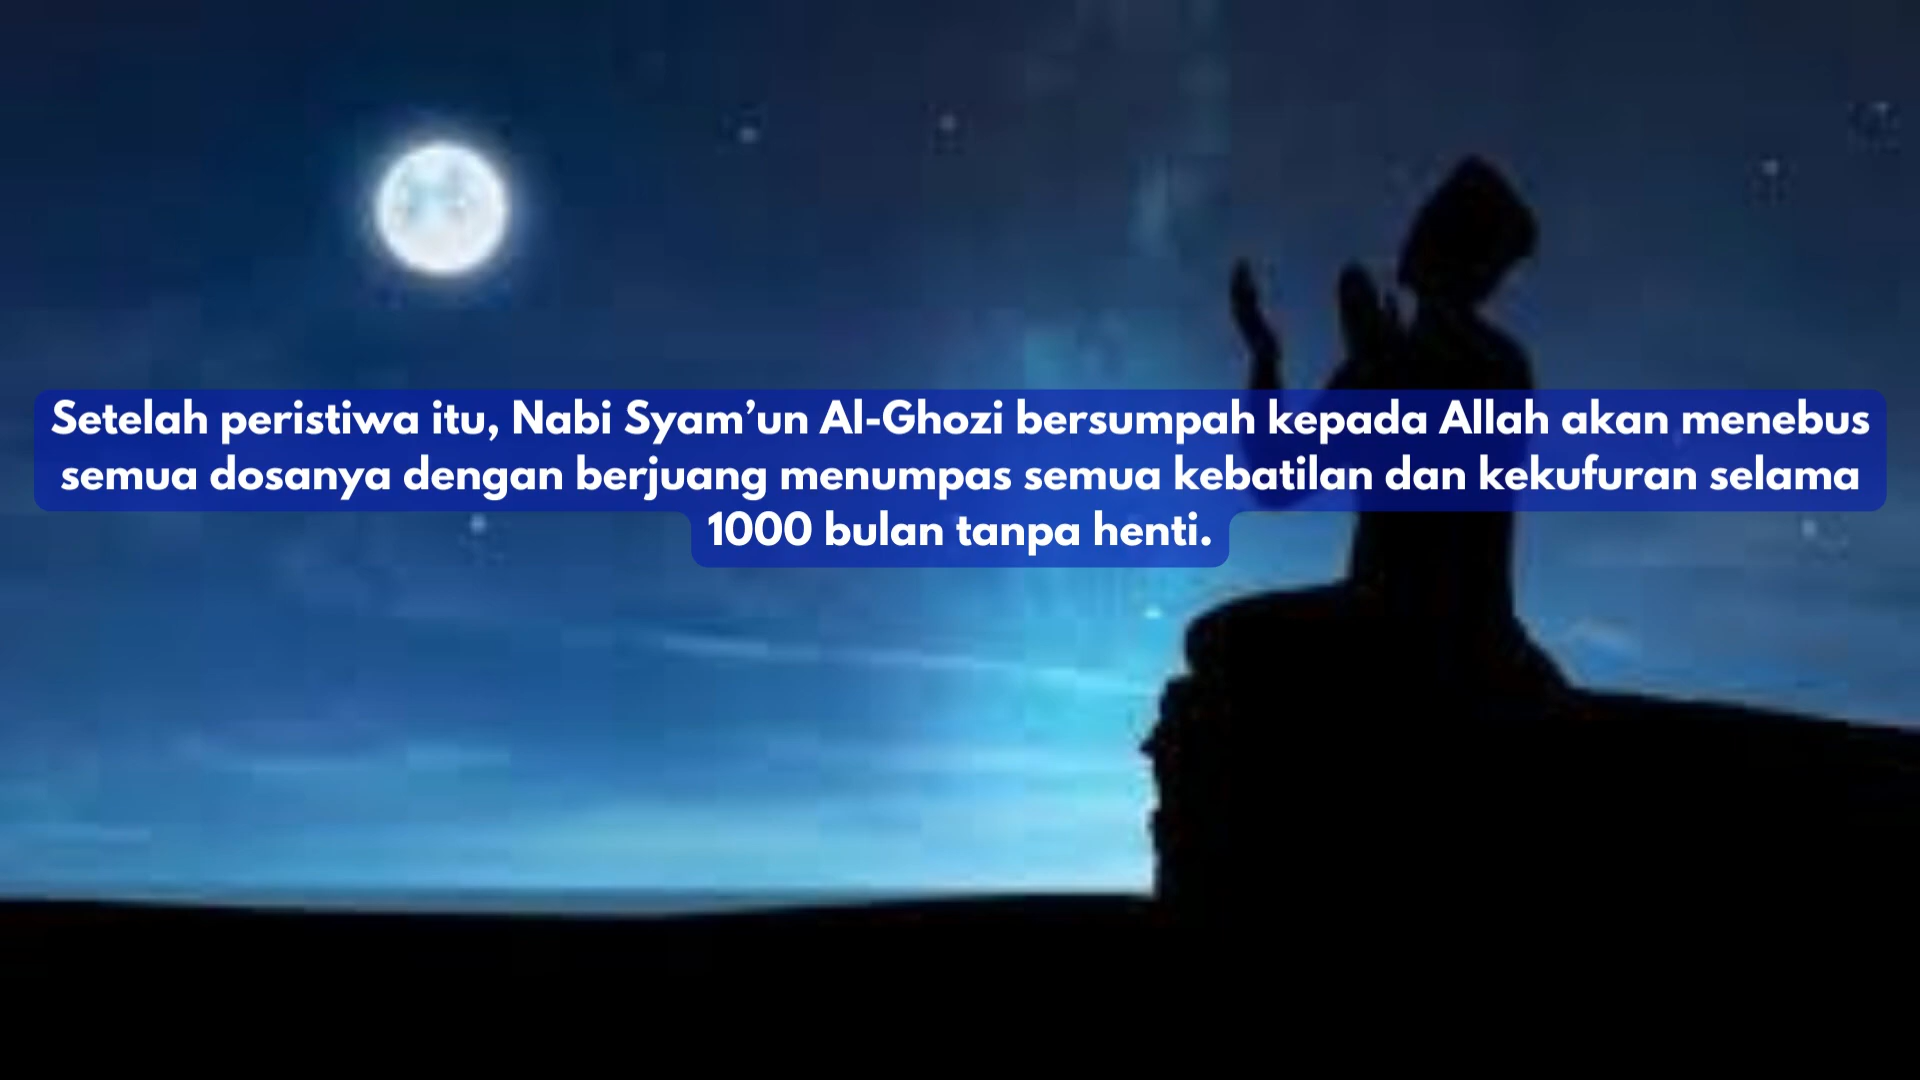 Setelah peristiwa itu, Nabi Syam’un Al-Ghozi bersumpah kepada Allah akan menebus
semua dosanya dengan berjuang menumpas semua kebatilan dan kekufuran selama
1000 bulan tanpa henti.